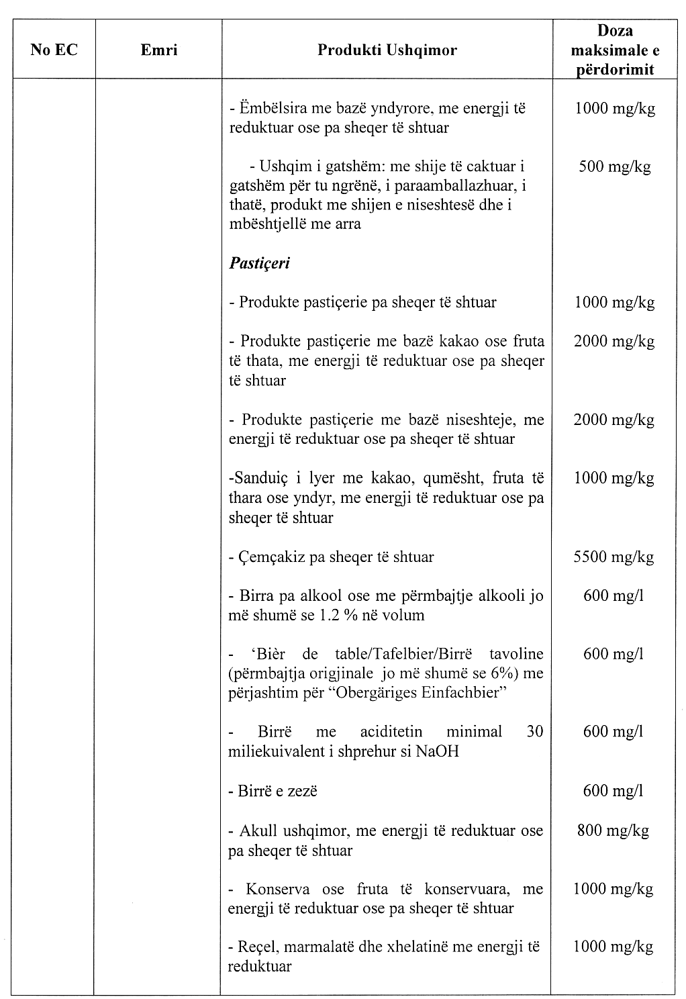 No EC Emri Produkti Ushqimor Doza maksimale e përdorimit
- Ëmbëlsira me bazë yndyrore, me energji të 1000 mg/kg
reduktuar ose pa sheqer të shtuar
- Ushqim i gatshëm: me shije të caktuar i 500 mg/kg
gatshëm për tu ngrënë, i paraamballazhuar, i
thatë, produkt me shijen e niseshtesë dhe i
mbështjellë me arra
Pastiçeri
- Produkte pastiçerie pa sheqer të shtuar 1000 mg/kg
- Produkte pastiçerie me bazë kakao ose fruta 2000 mg/kg
të thata, me energji të reduktuar ose pa sheqer
të shtuar
- Produkte pastiçerie me bazë niseshteje, me 2000 mg/kg
energji të reduktuar ose pa sheqer të shtuar
-Sanduiç i lyer me kakao, qumësht, fruta të 1000 mg/kg
thara ose yndyr, me energji të reduktuar ose pa
sheqer të shtuar
- Çemçakiz pa sheqer të shtuar 5500 mg/kg
- Birra pa alkool ose me përmbajtje alkooli jo 600 mg/l
më shumë se 1.2 % në volum
- ‘Bièr de table/Tafelbier/Birrë tavoline 600 mg/l
(përmbajtja origjinale jo më shumë se 6%) me
përjashtim për “Obergäriges Einfachbier”
- Birrë me aciditetin minimal 30 600 mg/l
miliekuivalent i shprehur si NaOH
- Birrë e zezë 600 mg/l
- Akull ushqimor, me energji të reduktuar ose 800 mg/kg
pa sheqer të shtuar
- Konserva ose fruta të konservuara, me 1000 mg/kg
energji të reduktuar ose pa sheqer të shtuar
- Reçel, marmalatë dhe xhelatinë me energji të 1000 mg/kg
reduktuar